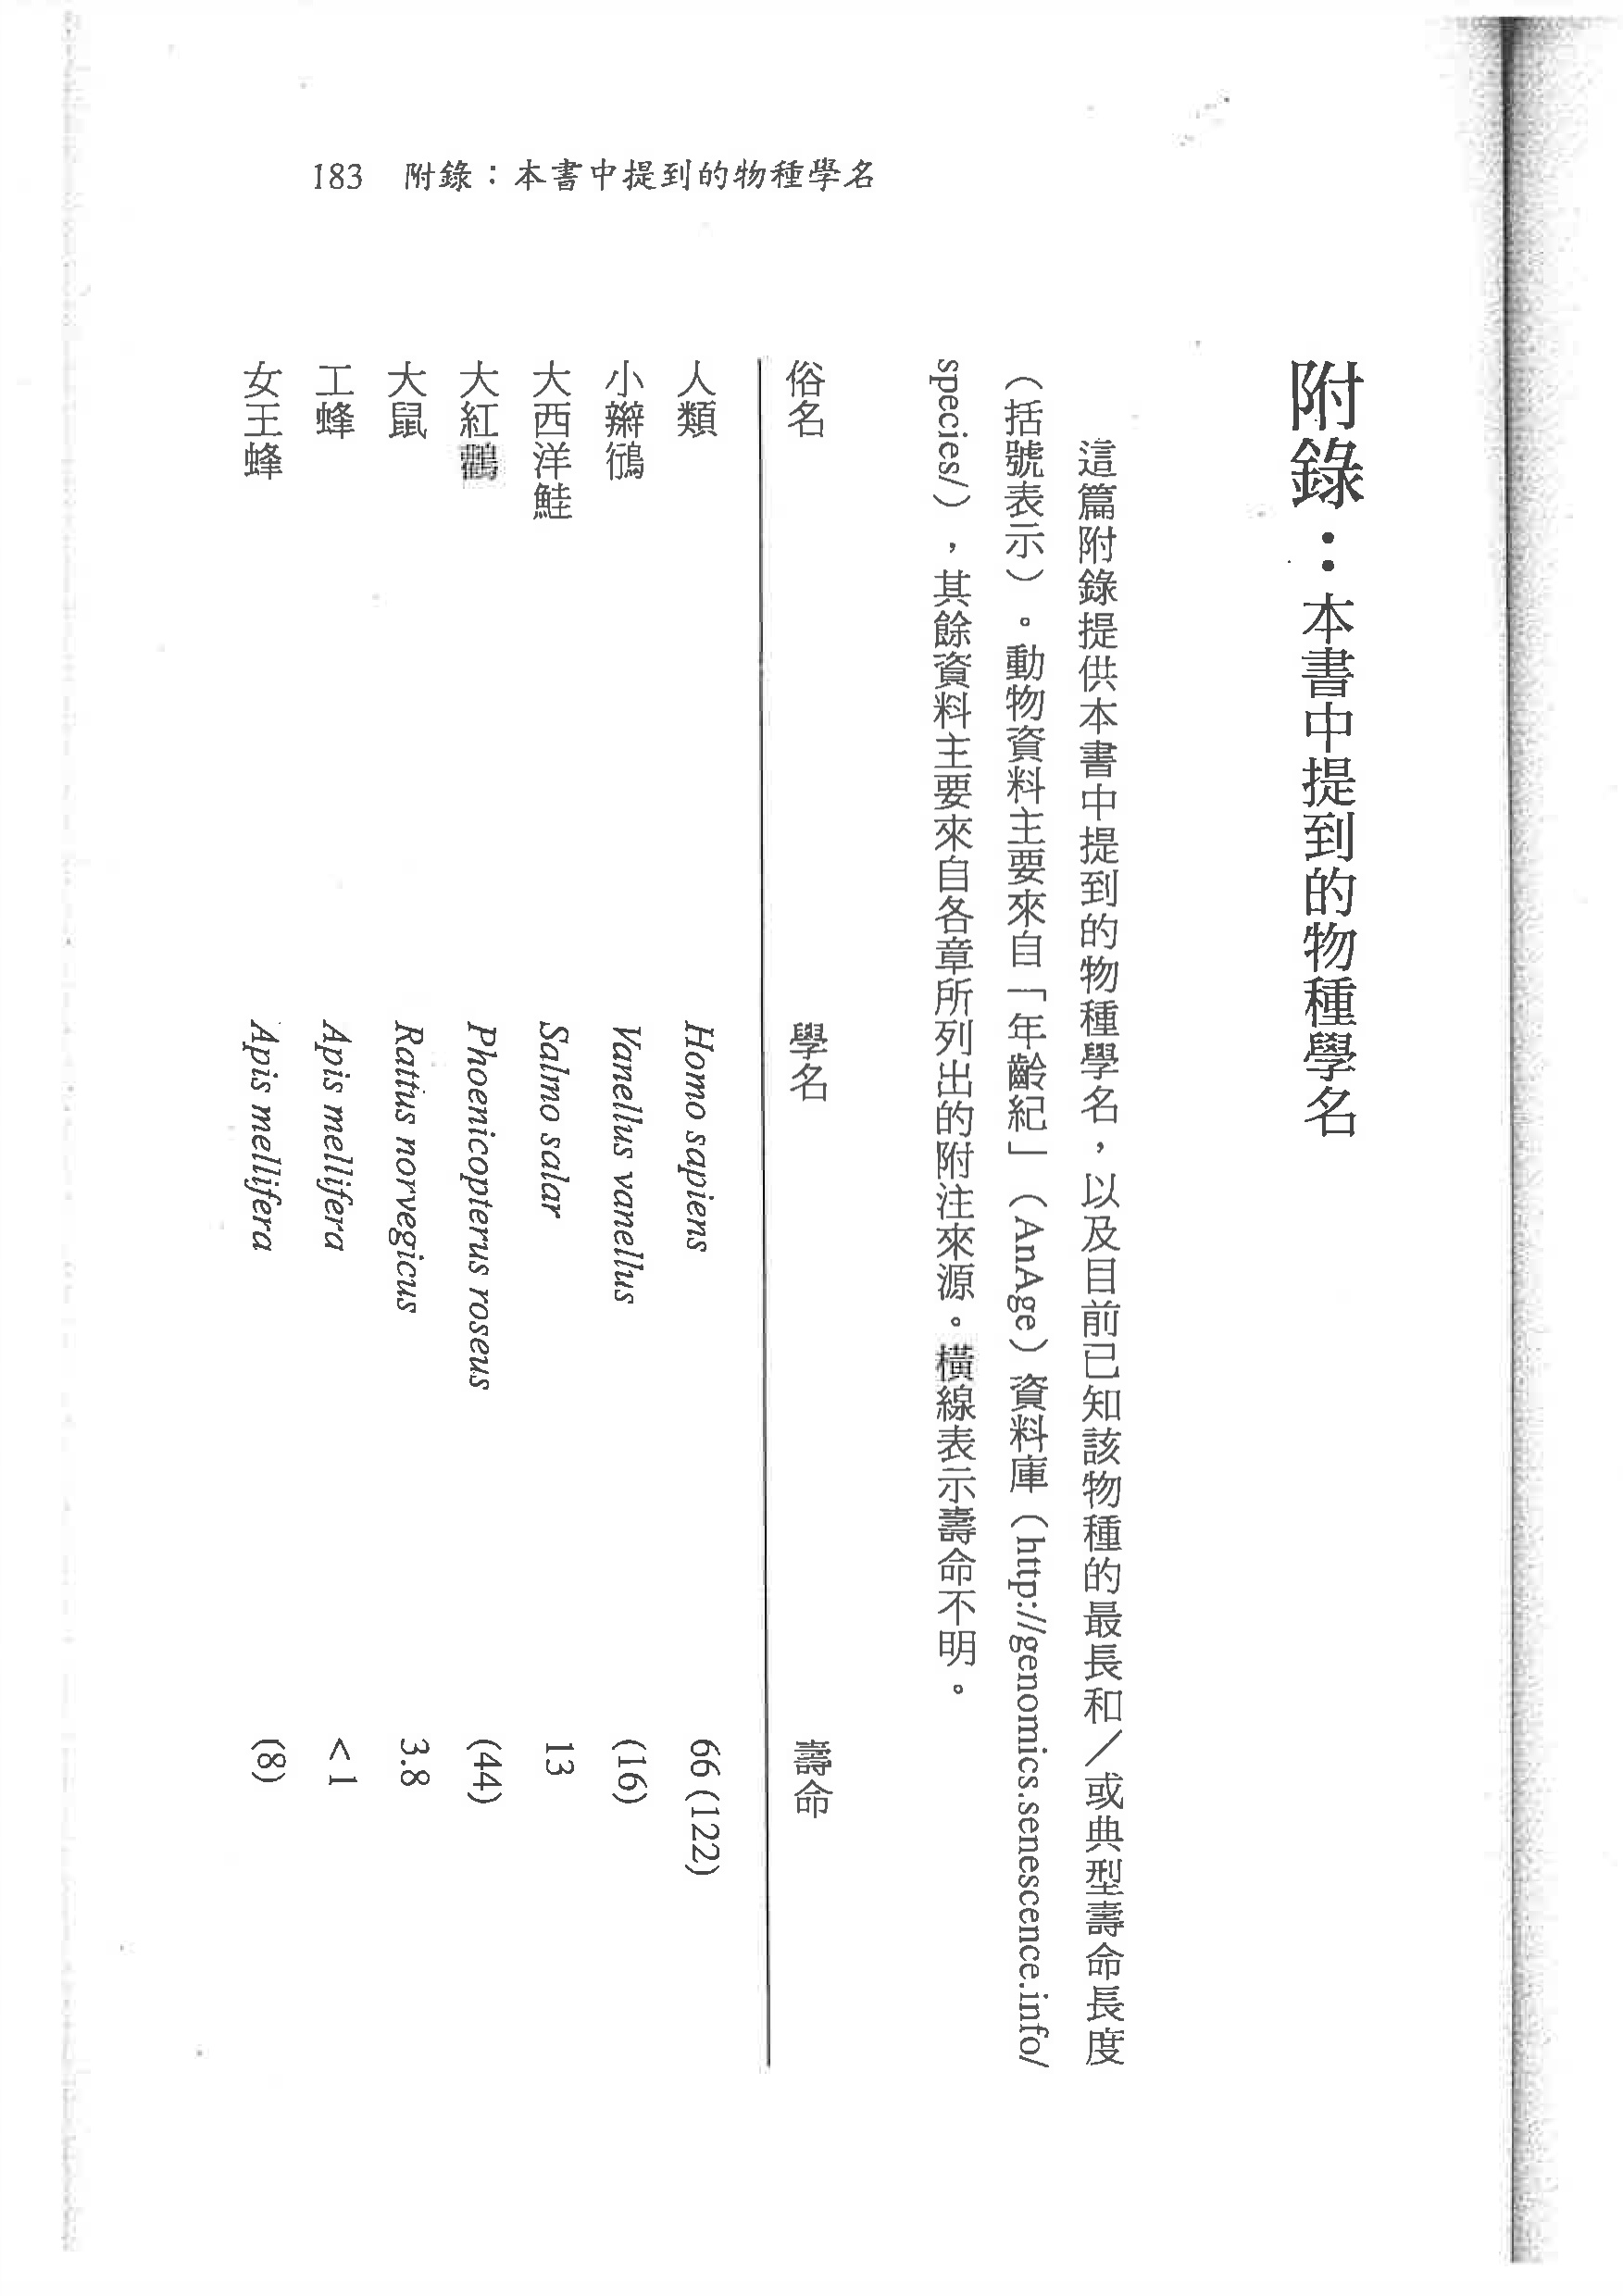 183 附錄：本書中提到的物種學名
附錄：本書中提到的物種學名
這篇附錄提供本書中提到的物種學名，以及目前已知該物種的最長和／或典型壽命長度
（括號表示）。動物資料主要來自「年齡紀」（AnAge）資料庫（http://genomics.senescence.info/
species/），其餘資料主要來自各章所列出的附注來源。橫線表示壽命不明。
俗名 學名 壽命
人類 Homo sapiens 66 (122)
小辮鴴 Vanellus vanellus (16)
大西洋鮭 Salmo salar 13
大紅鸛 Phoenicopterus roseus (44)
大鼠 Rattus norvegicus 3.8
工蜂 Apis mellifera < 1
女王蜂 Apis mellifera (8)